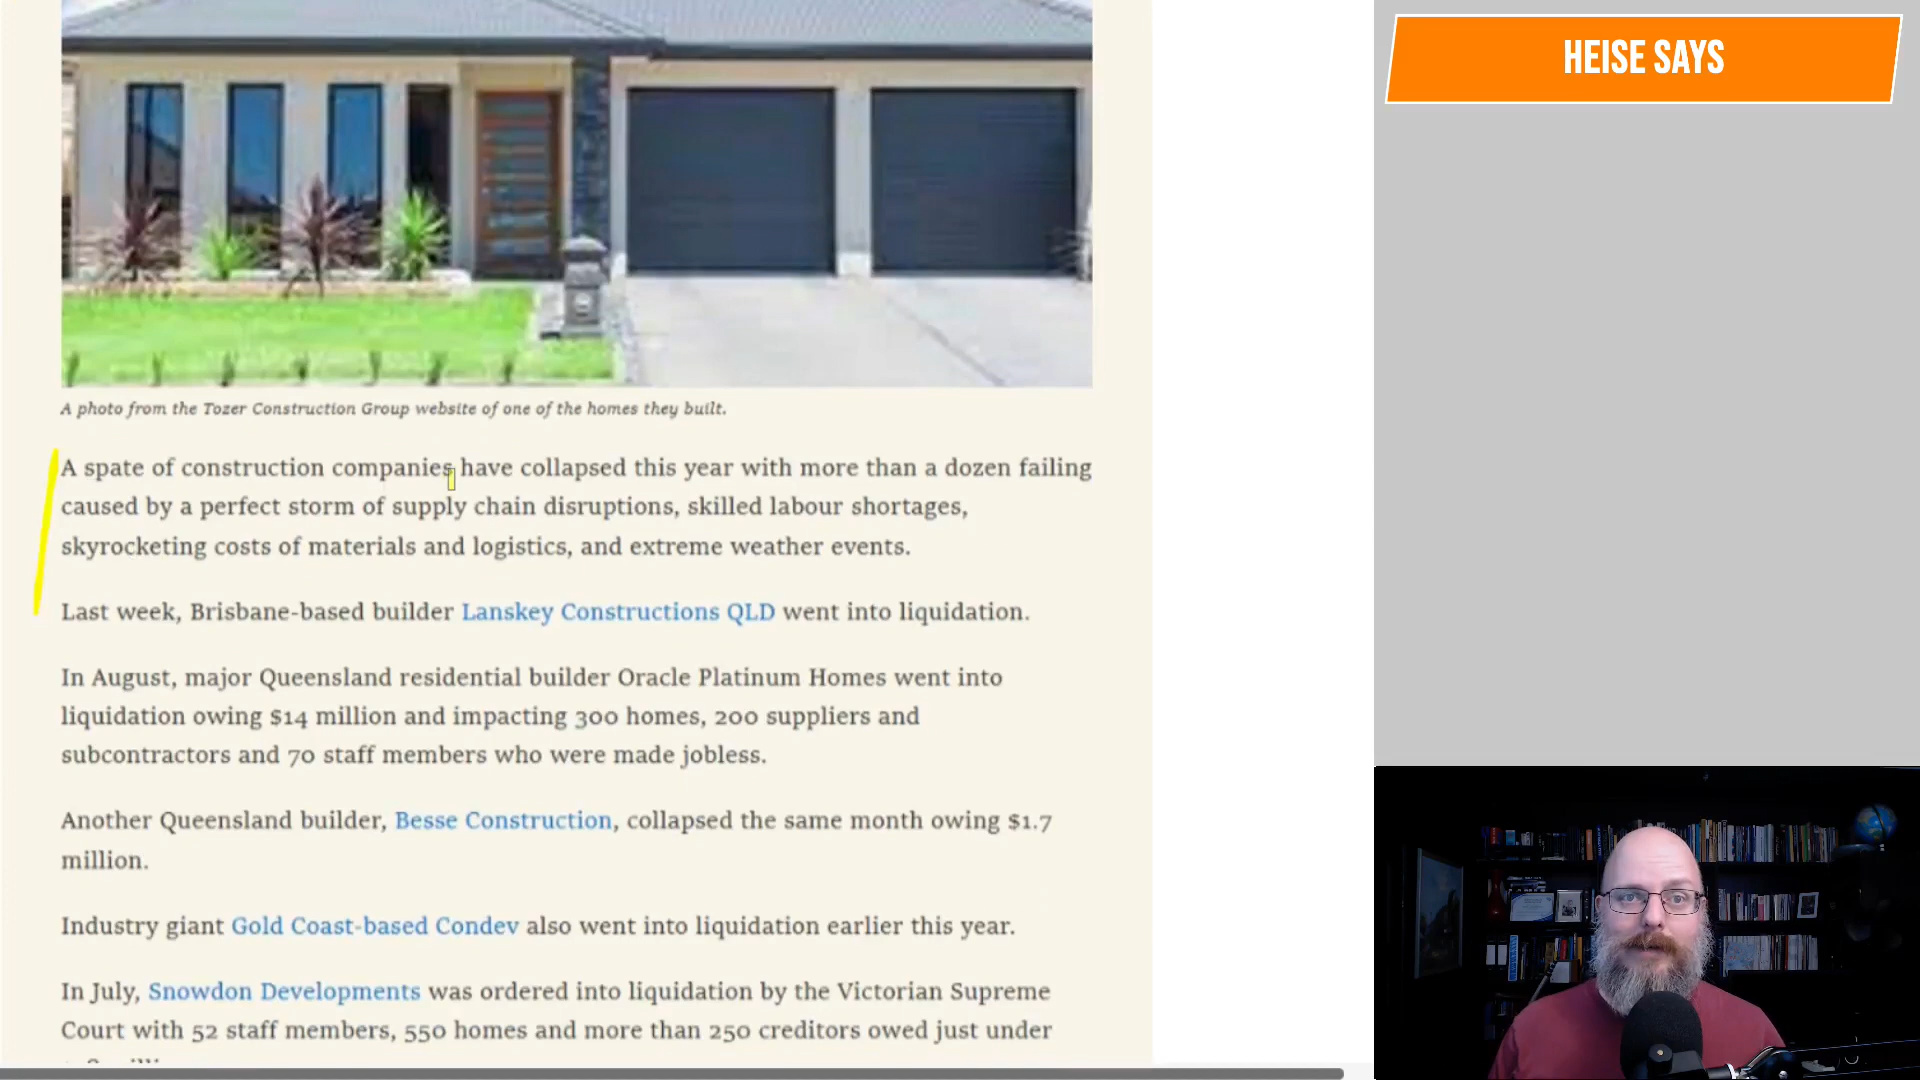 HEISE SAYS
A photo from the Tozer Construction Group website of one of the homes they built.
A spate of construction companies have collapsed this year with more than a dozen failing
caused by a perfect storm of supply chain disruptions, skilled labour shortages,
skyrocketing costs of materials and logistics, and extreme weather events.
Last week, Brisbane-based builder Lanskey Constructions QLD went into liquidation.
In August, major Queensland residential builder Oracle Platinum Homes went into
liquidation owing $14 million and impacting 300 homes, 200 suppliers and
subcontractors and 70 staff members who were made jobless.
Another Queensland builder, Besse Construction, collapsed the same month owing $1.7
million.
Industry giant Gold Coast-based Condev also went into liquidation earlier this year.
In July, Snowdon Developments was ordered into liquidation by the Victorian Supreme
Court with 52 staff members, 550 homes and more than 250 creditors owed just under